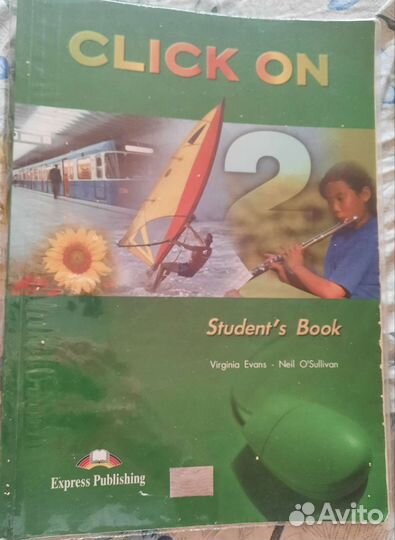 CLICK ON
2
Student's Book
Virginia Evans - Neil O'Sullivan
Express Publishing
Avito